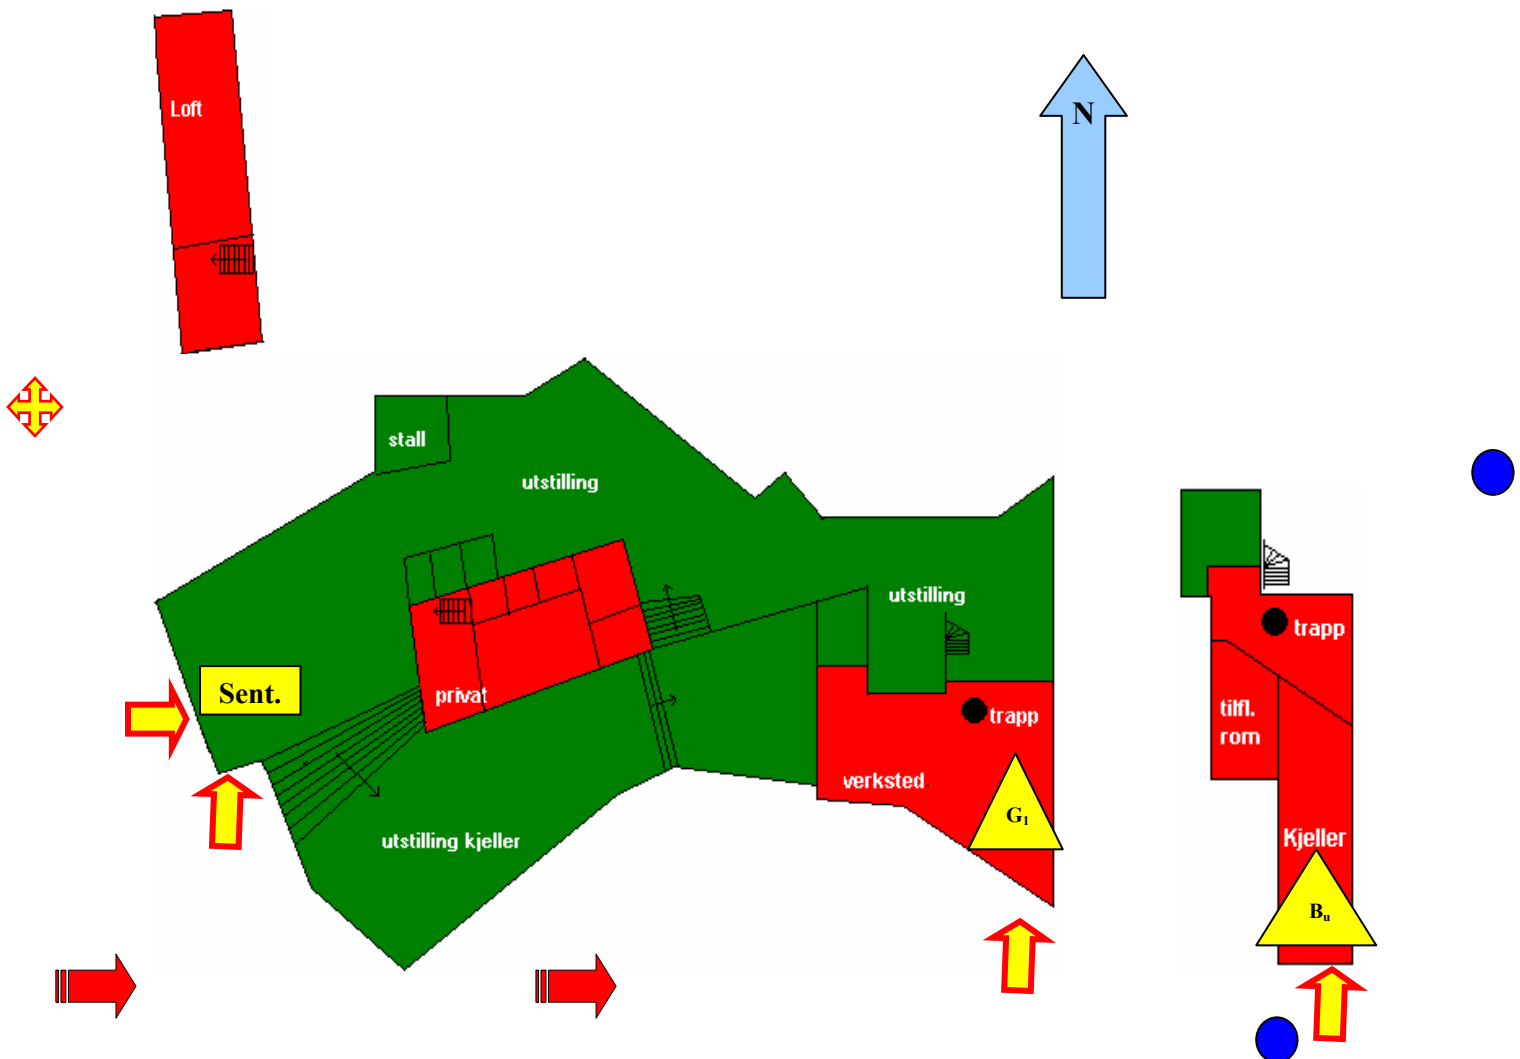 Loft
N
stall
utstilling
utstilling
trapp
Sent.
privat
tilfl.
rom
trapp
verksted
G₁
utstilling kjeller
Kjeller
Bᵤ